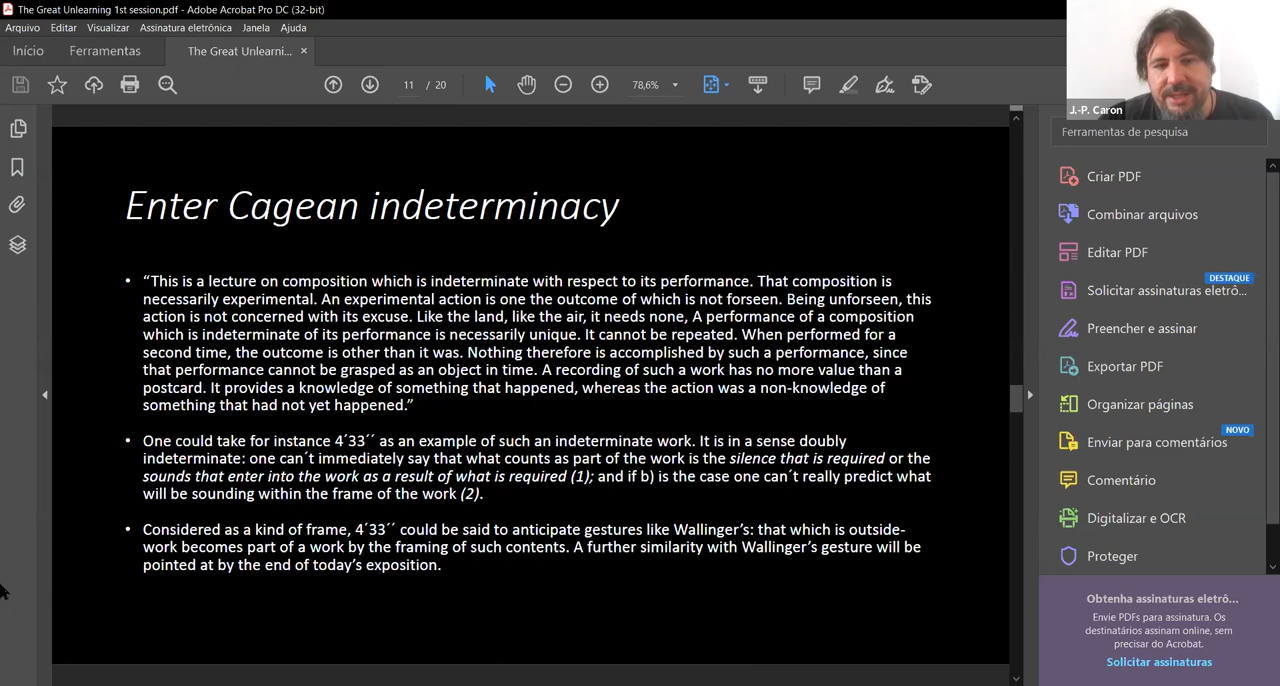 The Great Unlearning 1st session.pdf - Adobe Acrobat Pro DC (32-bit)
Arquivo Editar Visualizar Assinatura eletrônica Janela Ajuda
Início Ferramentas The Great Unlearni... ×
11 / 20 78,6%
J.-P. Caron
Ferramentas de pesquisa
Enter Cagean indeterminacy
• “This is a lecture on composition which is indeterminate with respect to its performance. That composition is
necessarily experimental. An experimental action is one the outcome of which is not forseen. Being unforseen, this
action is not concerned with its excuse. Like the land, like the air, it needs none, A performance of a composition
which is indeterminate of its performance is necessarily unique. It cannot be repeated. When performed for a
second time, the outcome is other than it was. Nothing therefore is accomplished by such a performance, since
that performance cannot be grasped as an object in time. A recording of such a work has no more value than a
postcard. It provides a knowledge of something that happened, whereas the action was a non-knowledge of
something that had not yet happened.”
• One could take for instance 4´33´´ as an example of such an indeterminate work. It is in a sense doubly
indeterminate: one can´t immediately say that what counts as part of the work is the silence that is required or the
sounds that enter into the work as a result of what is required (1); and if b) is the case one can´t really predict what
will be sounding within the frame of the work (2).
• Considered as a kind of frame, 4´33´´ could be said to anticipate gestures like Wallinger’s: that which is outside-
work becomes part of a work by the framing of such contents. A further similarity with Wallinger’s gesture will be
pointed at by the end of today’s exposition.
Criar PDF
Combinar arquivos
Editar PDF
DESTAQUE
Solicitar assinaturas eletrô...
Preencher e assinar
Exportar PDF
Organizar páginas
NOVO
Enviar para comentários
Comentário
Digitalizar e OCR
Proteger
Obtenha assinaturas eletrô...
Envie PDFs para assinatura. Os
destinatários assinam online, sem
precisar do Acrobat.
Solicitar assinaturas